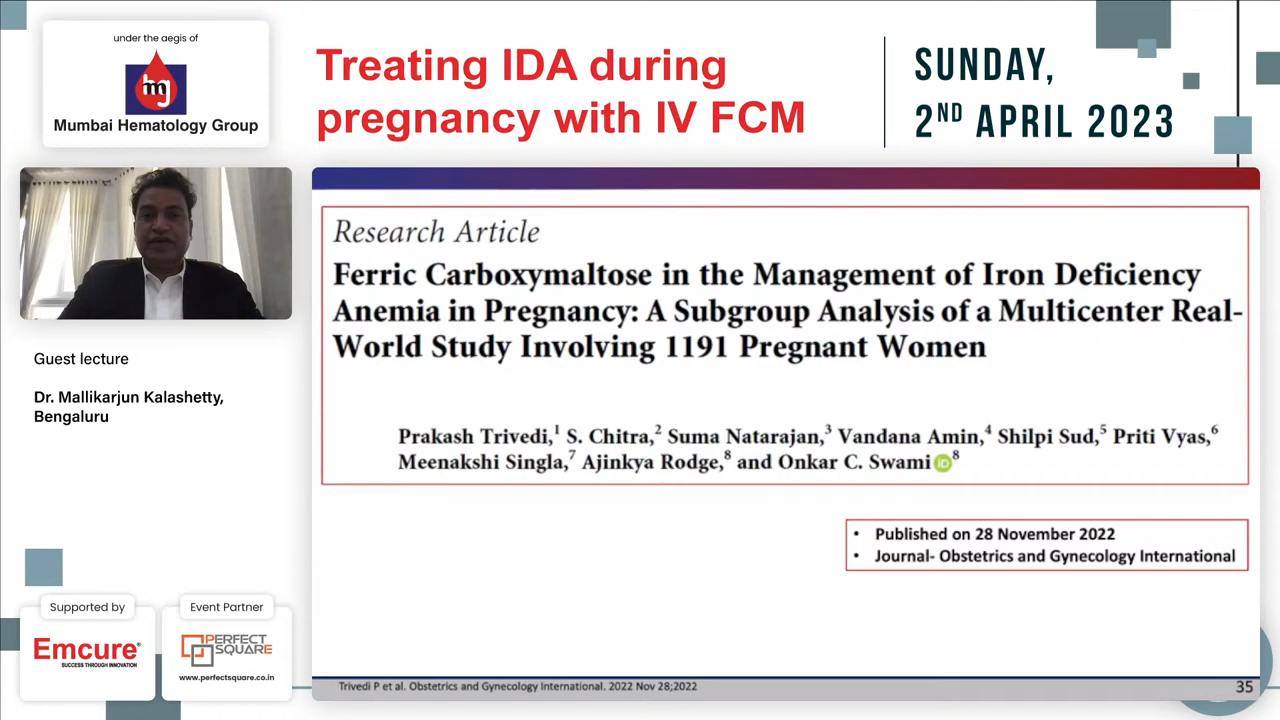 under the aegis of
mg
Mumbai Hematology Group
Treating IDA during
pregnancy with IV FCM
SUNDAY,
2ND APRIL 2023
Guest lecture
Dr. Mallikarjun Kalashetty,
Bengaluru
Research Article
Ferric Carboxymaltose in the Management of Iron Deficiency
Anemia in Pregnancy: A Subgroup Analysis of a Multicenter Real-
World Study Involving 1191 Pregnant Women
Prakash Trivedi,1 S. Chitra,2 Suma Natarajan,3 Vandana Amin,4 Shilpi Sud,5 Priti Vyas,6
Meenakshi Singla,7 Ajinkya Rodge,8 and Onkar C. Swami iD 8
• Published on 28 November 2022
• Journal- Obstetrics and Gynecology International
Trivedi P et al. Obstetrics and Gynecology International. 2022 Nov 28;2022
35
Supported by
Emcure®
SUCCESS THROUGH INNOVATION
Event Partner
PERFECT
SQUARE
www.perfectsquare.co.in